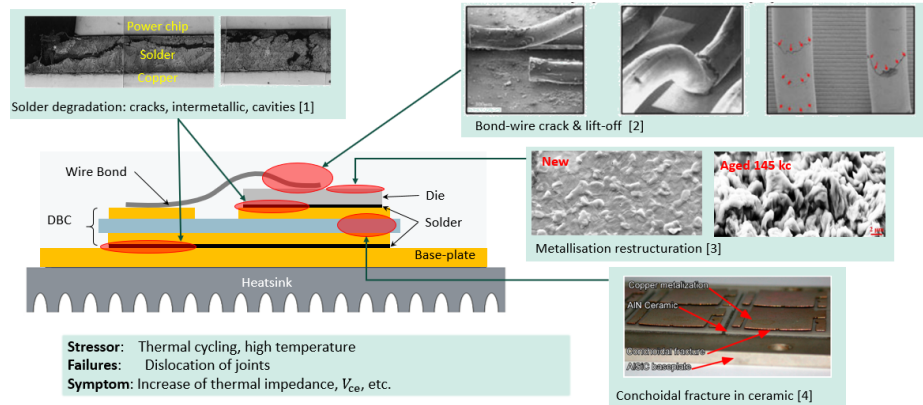 Power chip
Solder
Copper
Solder degradation: cracks, intermetallic, cavities [1]
Bond-wire crack & lift-off [2]
New
Aged 145 kc
Metallisation restructuration [3]
Wire Bond
Die
DBC
Solder
Base-plate
Heatsink
Copper metalization
AlN Ceramic
Conchoidal fracture
AlSiC baseplate
Conchoidal fracture in ceramic [4]
Stressor: Thermal cycling, high temperature
Failures: Dislocation of joints
Symptom: Increase of thermal impedance, Vce, etc.